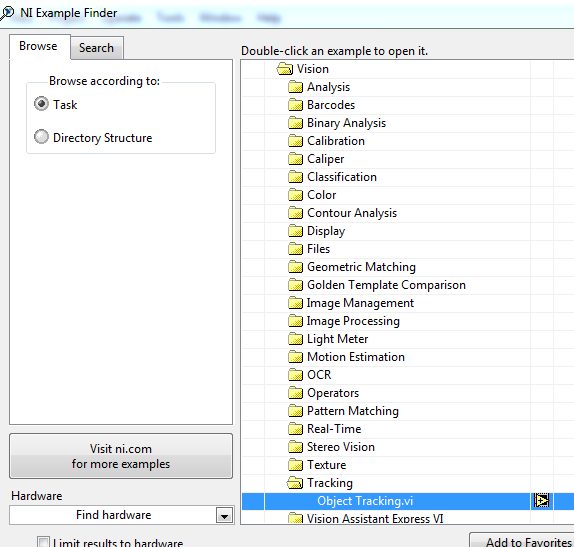 NI Example Finder
Operate Tools Window Help
Browse
Search
Browse according to:
Task
Directory Structure
Visit ni.com
for more examples
Hardware
Find hardware
Limit results to hardware
Double-click an example to open it.
Vision
Analysis
Barcodes
Binary Analysis
Calibration
Caliper
Classification
Color
Contour Analysis
Display
Files
Geometric Matching
Golden Template Comparison
Image Management
Image Processing
Light Meter
Motion Estimation
OCR
Operators
Pattern Matching
Real-Time
Stereo Vision
Texture
Tracking
Object Tracking.vi
Vision Assistant Express VI
Add to Favorites